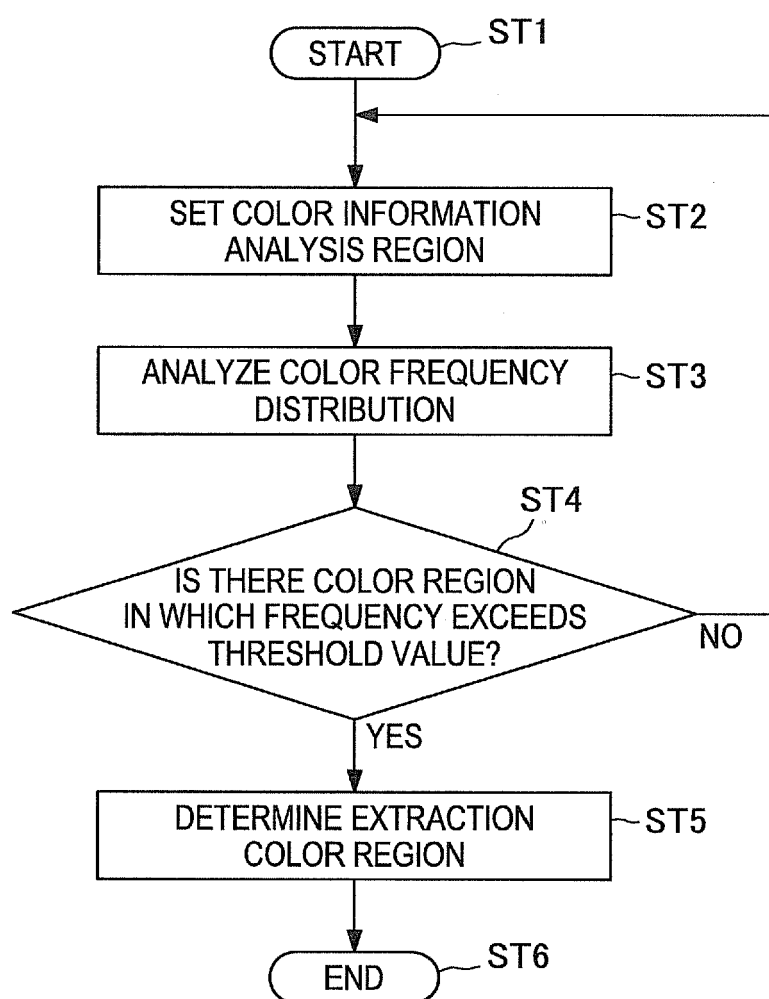 START
ST1
SET COLOR INFORMATION
ANALYSIS REGION
ST2
ANALYZE COLOR FREQUENCY
DISTRIBUTION
ST3
ST4
IS THERE COLOR REGION
IN WHICH FREQUENCY EXCEEDS
THRESHOLD VALUE?
NO
YES
DETERMINE EXTRACTION
COLOR REGION
ST5
END
ST6